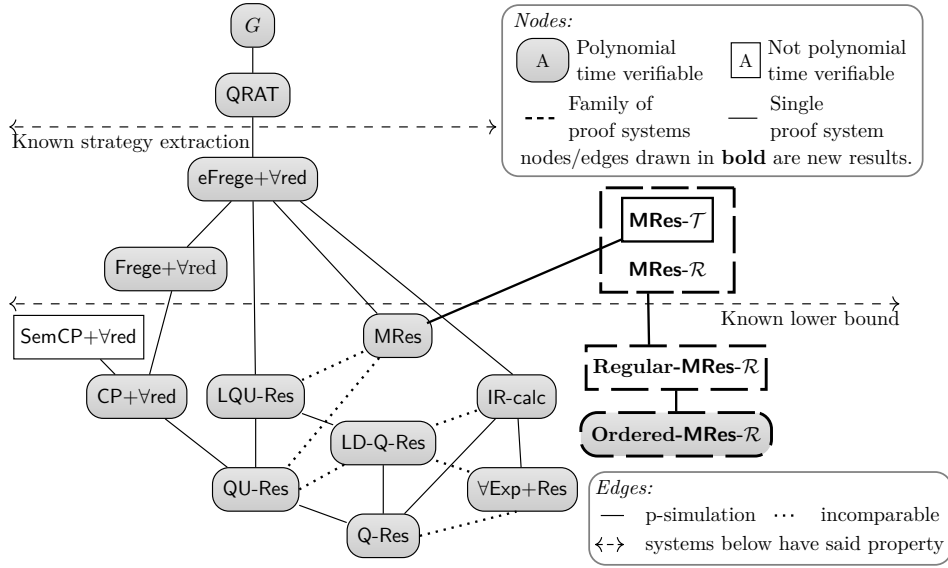 G
QRAT
Known strategy extraction
eFrege+∀red
Frege+∀red
SemCP+∀red
CP+∀red
MRes
LQU-Res
IR-calc
LD-Q-Res
QU-Res
∀Exp+Res
Q-Res
Nodes:
A Polynomial time verifiable
A Not polynomial time verifiable
Family of proof systems
Single proof system
nodes/edges drawn in bold are new results.
MRes-𝒯
MRes-ℛ
Known lower bound
Regular-MRes-ℛ
Ordered-MRes-ℛ
Edges:
p-simulation
incomparable
systems below have said property